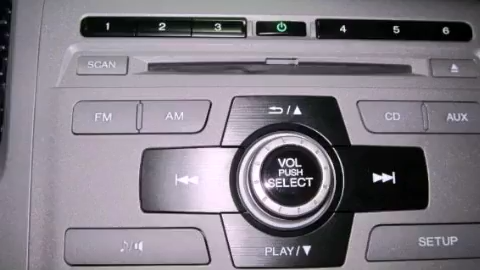 1 2 3 4 5 6
SCAN
FM AM CD AUX
VOL
PUSH
SELECT
SETUP
PLAY/▼